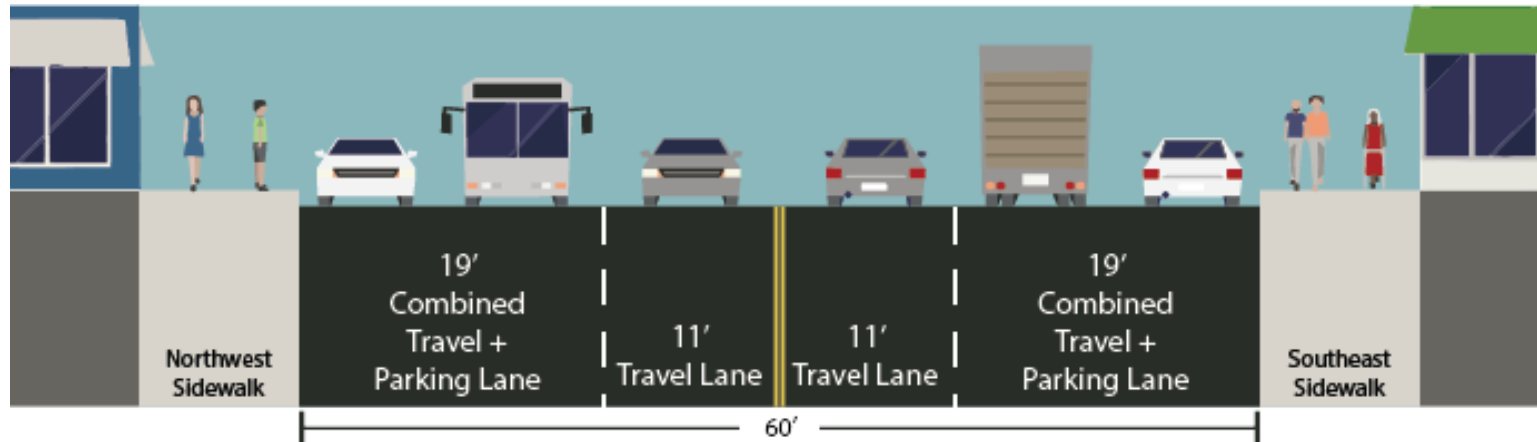 Northwest
Sidewalk
19’
Combined
Travel +
Parking Lane
11’
Travel Lane
11’
Travel Lane
19’
Combined
Travel +
Parking Lane
Southeast
Sidewalk
60’